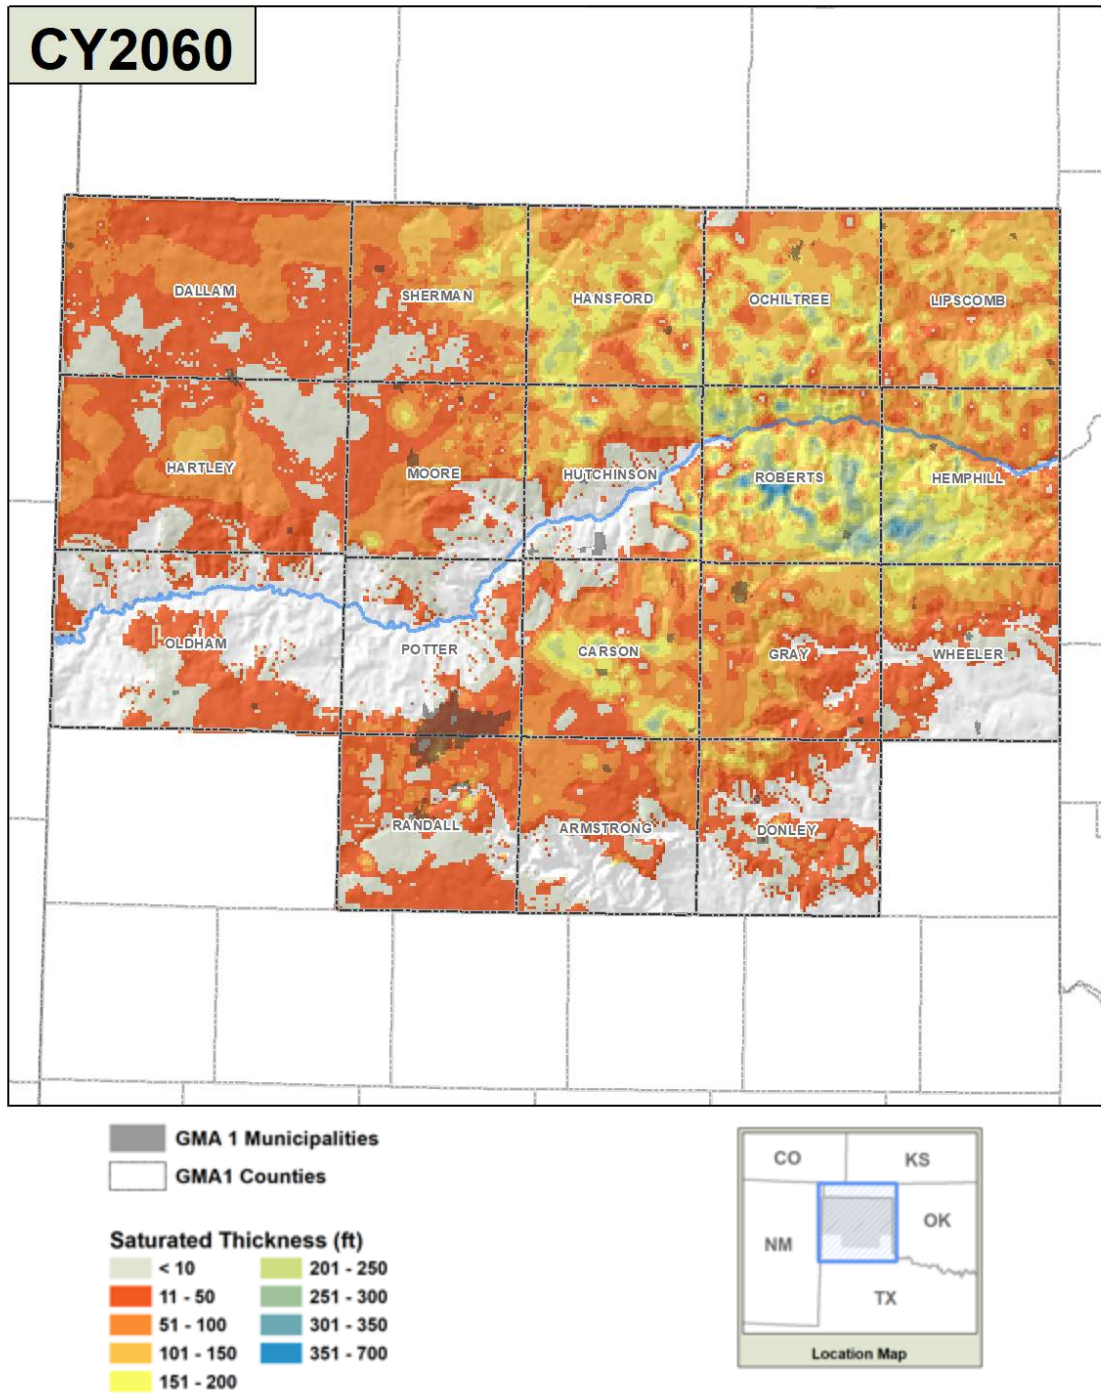 CY2060
DALLAM
SHERMAN
HANSFORD
OCHILTREE
LIPSCOMB
HARTLEY
MOORE
HUTCHINSON
ROBERTS
HEMPHILL
OLDHAM
POTTER
CARSON
GRAY
WHEELER
RANDALL
ARMSTRONG
DONLEY
GMA 1 Municipalities
GMA1 Counties
Saturated Thickness (ft)
< 10
11 - 50
51 - 100
101 - 150
151 - 200
201 - 250
251 - 300
301 - 350
351 - 700
CO
KS
NM
OK
TX
Location Map